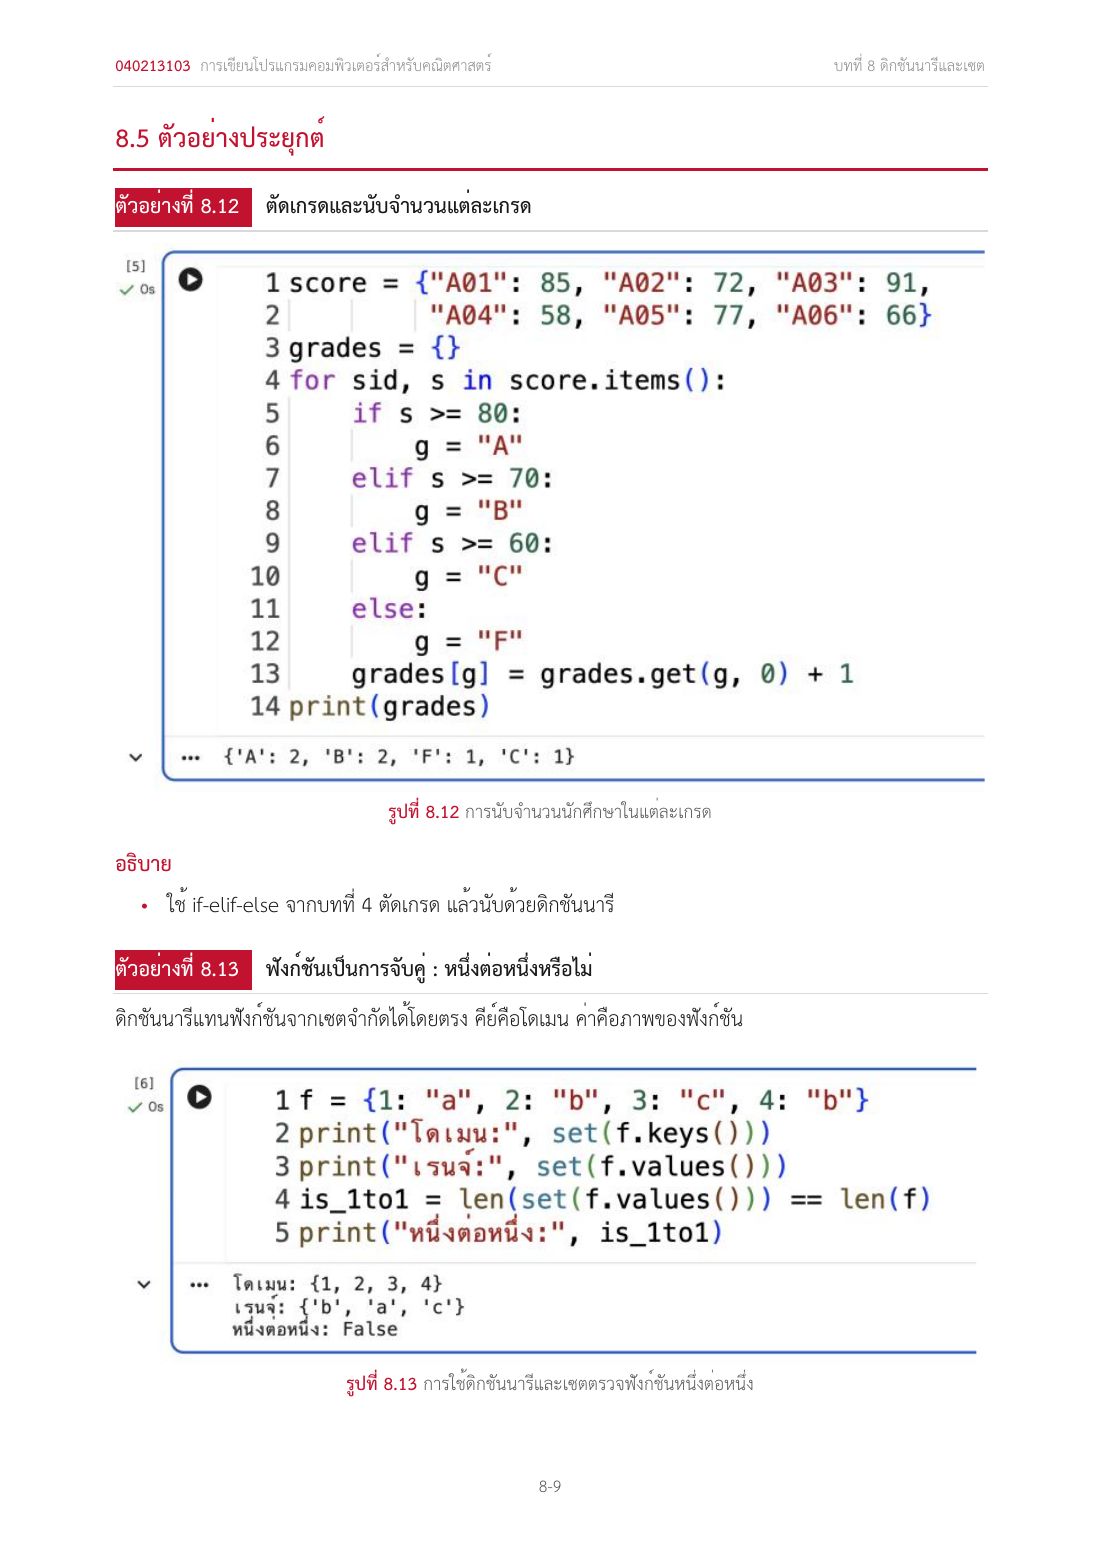 040213103 การเขียนโปรแกรมคอมพิวเตอร์สำหรับคณิตศาสตร์ บทที่ 8 ดิกชันนารีและเซต
8.5 ตัวอย่างประยุกต์
ตัวอย่างที่ 8.12 ตัดเกรดและนับจำนวนแต่ละเกรด
[5]
0s
1 score = {"A01": 85, "A02": 72, "A03": 91,
2 "A04": 58, "A05": 77, "A06": 66}
3 grades = {}
4 for sid, s in score.items():
5 if s >= 80:
6 g = "A"
7 elif s >= 70:
8 g = "B"
9 elif s >= 60:
10 g = "C"
11 else:
12 g = "F"
13 grades[g] = grades.get(g, 0) + 1
14 print(grades)
{'A': 2, 'B': 2, 'F': 1, 'C': 1}
รูปที่ 8.12 การนับจำนวนนักศึกษาในแต่ละเกรด
อธิบาย
• ใช้ if-elif-else จากบทที่ 4 ตัดเกรด แล้วนับด้วยดิกชันนารี
ตัวอย่างที่ 8.13 ฟังก์ชันเป็นการจับคู่ : หนึ่งต่อหนึ่งหรือไม่
ดิกชันนารีแทนฟังก์ชันจากเซตจำกัดได้โดยตรง คีย์คือโดเมน ค่าคือภาพของฟังก์ชัน
[6]
0s
1 f = {1: "a", 2: "b", 3: "c", 4: "b"}
2 print("โดเมน:", set(f.keys()))
3 print("เรนจ์:", set(f.values()))
4 is_1to1 = len(set(f.values())) == len(f)
5 print("หนึ่งต่อหนึ่ง:", is_1to1)
โดเมน: {1, 2, 3, 4}
เรนจ์: {'b', 'a', 'c'}
หนึ่งต่อหนึ่ง: False
รูปที่ 8.13 การใช้ดิกชันนารีและเซตตรวจฟังก์ชันหนึ่งต่อหนึ่ง
8-9